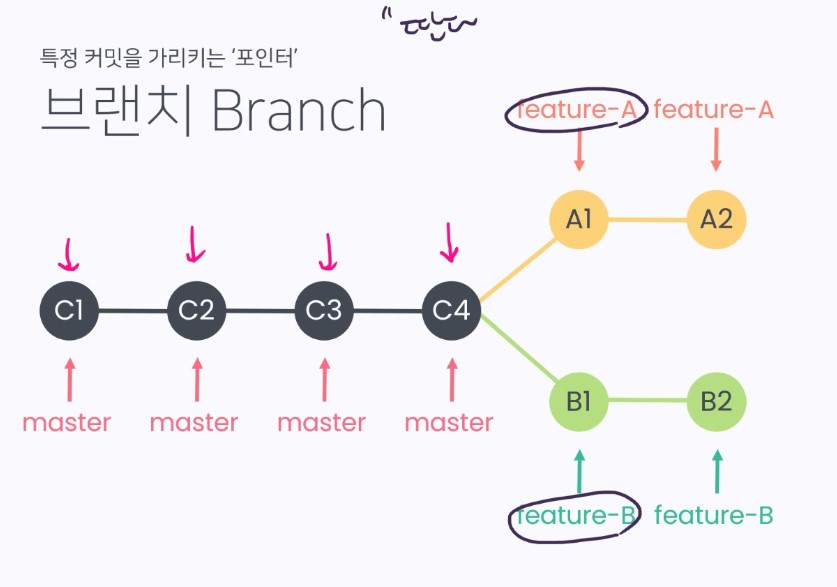 특정 커밋을 가리키는 ‘포인터’
브랜치 Branch
feature-A feature-A
A1 A2
C1 C2 C3 C4
master master master master
B1 B2
feature-B feature-B